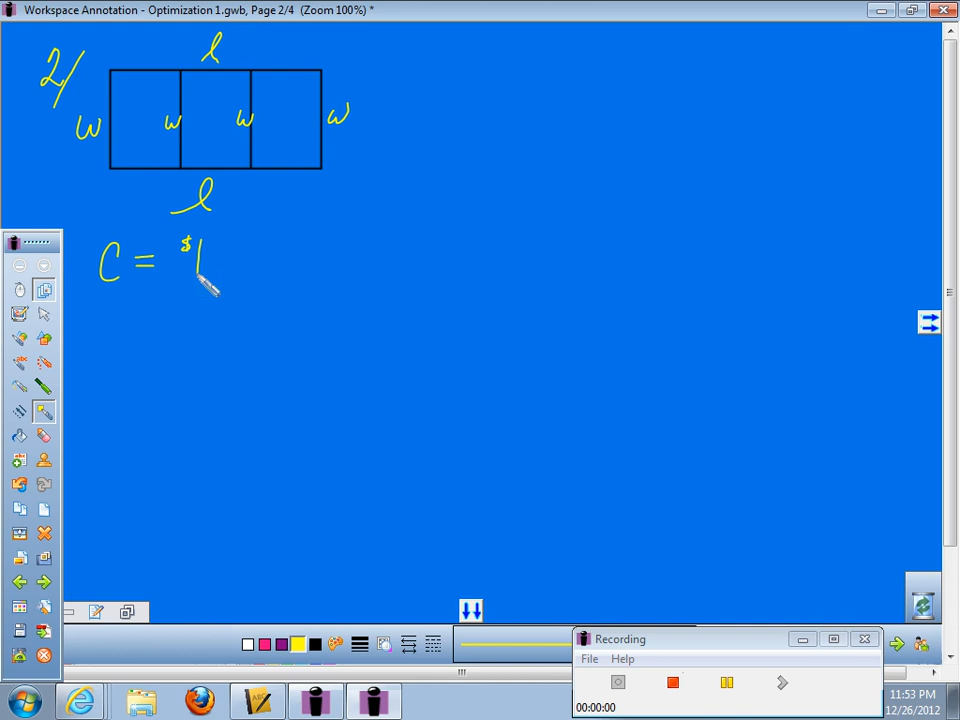 Workspace Annotation - Optimization 1.gwb, Page 2/4 (Zoom 100%) *
2/
l
w w w w
l
C = $1
Recording
File Help
00:00:00
11:53 PM
12/26/2012